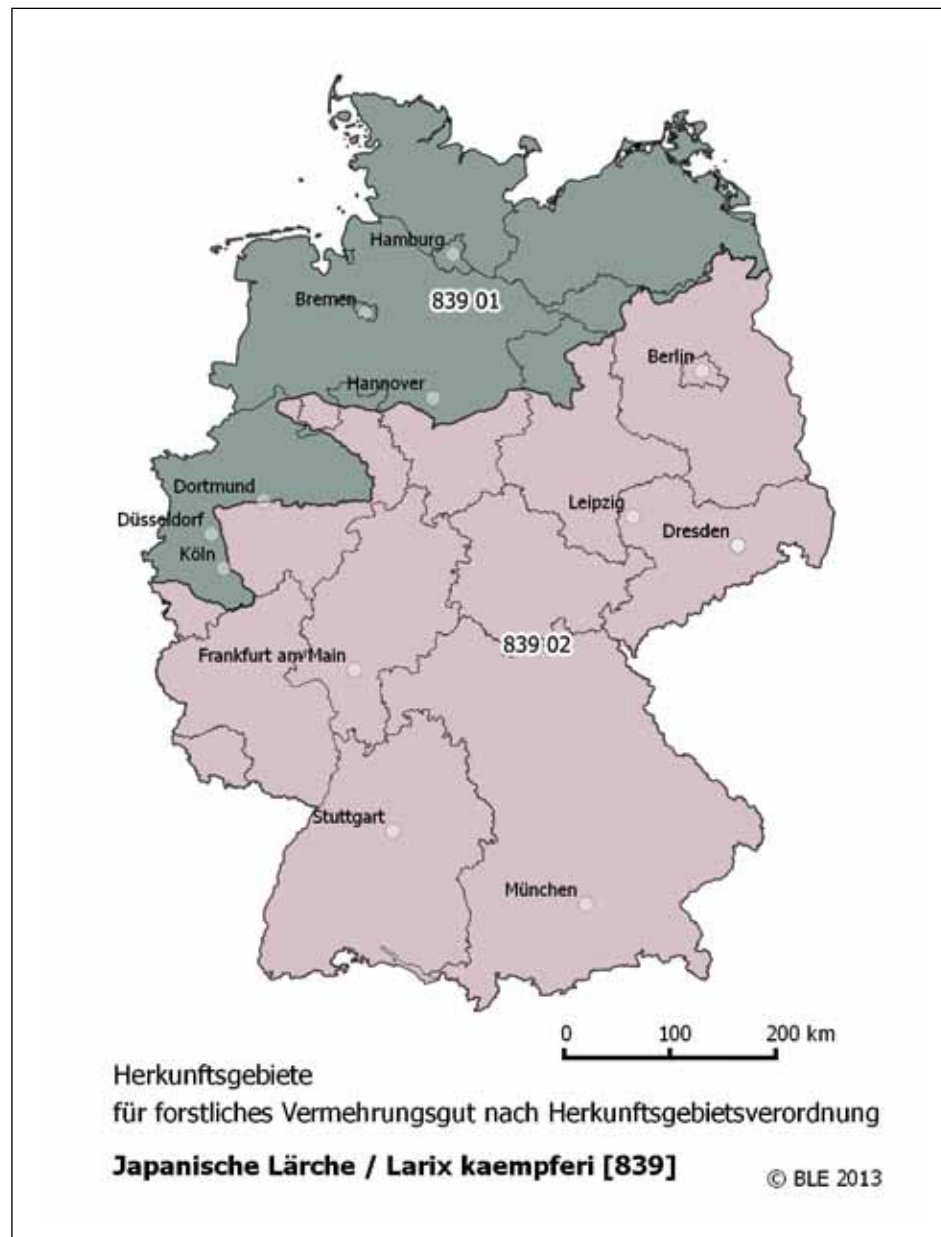 Hamburg
Bremen
839 01
Berlin
Hannover
Dortmund
Leipzig
Düsseldorf
Dresden
Köln
839 02
Frankfurt am Main
Stuttgart
München
0 100 200 km
Herkunftsgebiete
für forstliches Vermehrungsgut nach Herkunftsgebietsverordnung
Japanische Lärche / Larix kaempferi [839]
© BLE 2013